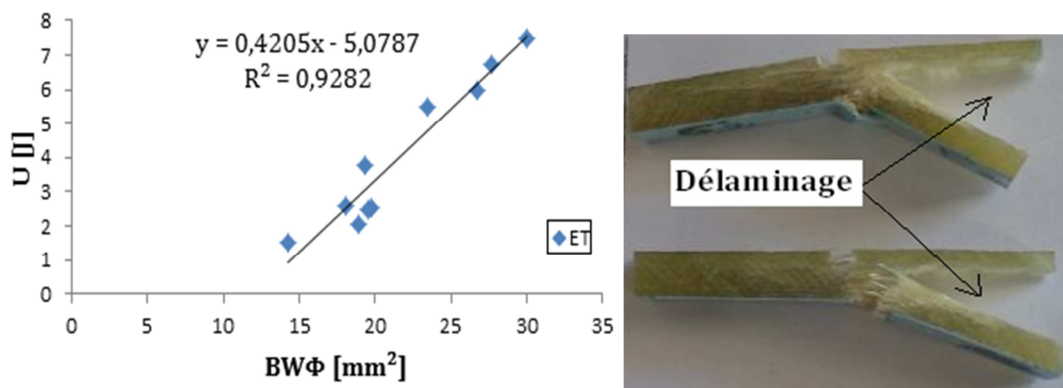 8
7
6
5
4
3
2
1
0
U [J]
y = 0,4205x - 5,0787
R² = 0,9282
ET
0 5 10 15 20 25 30 35
BWΦ [mm²]
Délaminage